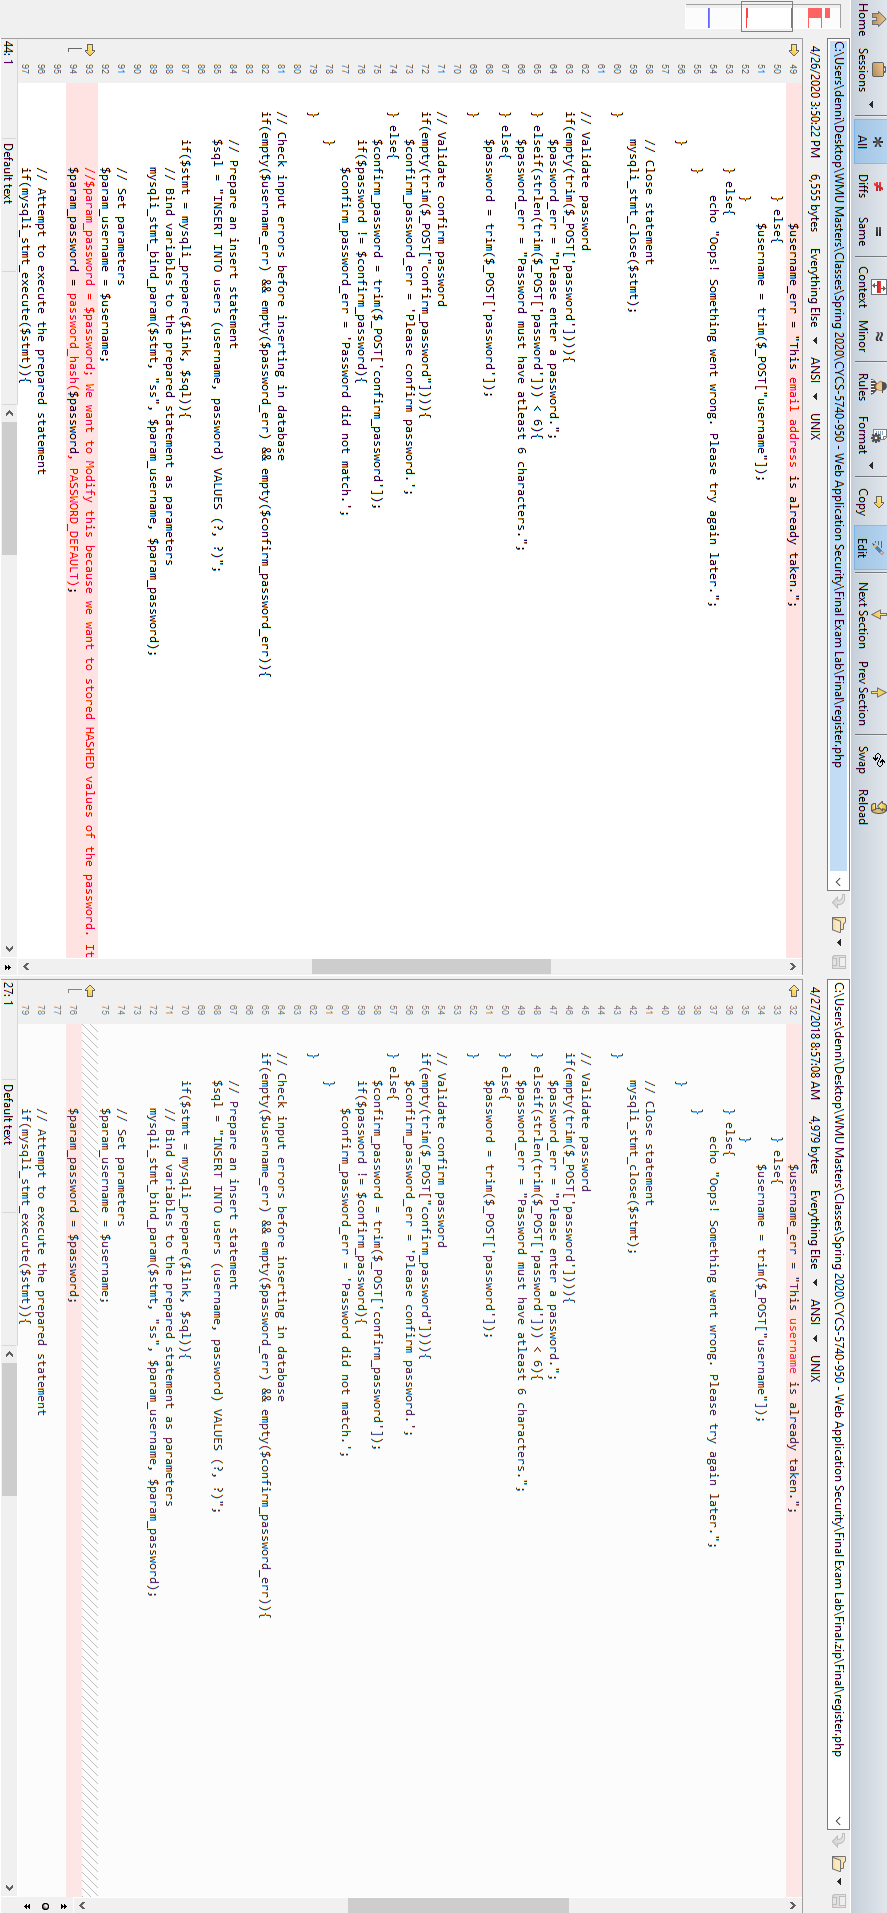 Home Sessions All Diffs Same Context Minor Rules Format Copy Edit Next Section Prev Section Swap Reload
C:\Users\denni\Desktop\WMU Masters\Classes\Spring 2020\CYCS-5740-950 - Web Application Security\Final Exam Lab\Final\register.php
4/26/2020 3:50:22 PM 6,555 bytes Everything Else ANSI UNIX
49 $username_err = "This email address is already taken.";
50 } else{
51 $username = trim($_POST["username"]);
52 }
53 } else{
54 echo "Oops! Something went wrong. Please try again later.";
55 }
56 }
57
58 // Close statement
59 mysqli_stmt_close($stmt);
60 }
61
62 // Validate password
63 if(empty(trim($_POST['password']))){
64 $password_err = "Please enter a password.";
65 } elseif(strlen(trim($_POST['password'])) < 6){
66 $password_err = "Password must have atleast 6 characters.";
67 } else{
68 $password = trim($_POST['password']);
69 }
70
71 // Validate confirm password
72 if(empty(trim($_POST["confirm_password"]))){
73 $confirm_password_err = 'Please confirm password.';
74 } else{
75 $confirm_password = trim($_POST['confirm_password']);
76 if($password != $confirm_password){
77 $confirm_password_err = 'Password did not match.';
78 }
79 }
80
81 // Check input errors before inserting in database
82 if(empty($username_err) && empty($password_err) && empty($confirm_password_err)){
83
84 // Prepare an insert statement
85 $sql = "INSERT INTO users (username, password) VALUES (?, ?)";
86
87 if($stmt = mysqli_prepare($link, $sql)){
88 // Bind variables to the prepared statement as parameters
89 mysqli_stmt_bind_param($stmt, "ss", $param_username, $param_password);
90
91 // Set parameters
92 $param_username = $username;
93 //$param_password = $password; We want to Modify this because we want to stored HASHED values of the password. It
94 $param_password = password_hash($password, PASSWORD_DEFAULT);
95
96 // Attempt to execute the prepared statement
97 if(mysqli_stmt_execute($stmt)){
44: 1 Default text
C:\Users\denni\Desktop\WMU Masters\Classes\Spring 2020\CYCS-5740-950 - Web Application Security\Final Exam Lab\Final.zip\Final\register.php
4/27/2018 8:57:08 AM 4,979 bytes Everything Else ANSI UNIX
32 $username_err = "This username is already taken.";
33 } else{
34 $username = trim($_POST["username"]);
35 }
36 } else{
37 echo "Oops! Something went wrong. Please try again later.";
38 }
39 }
40
41 // Close statement
42 mysqli_stmt_close($stmt);
43 }
44
45 // Validate password
46 if(empty(trim($_POST['password']))){
47 $password_err = "Please enter a password.";
48 } elseif(strlen(trim($_POST['password'])) < 6){
49 $password_err = "Password must have atleast 6 characters.";
50 } else{
51 $password = trim($_POST['password']);
52 }
53
54 // Validate confirm password
55 if(empty(trim($_POST["confirm_password"]))){
56 $confirm_password_err = 'Please confirm password.';
57 } else{
58 $confirm_password = trim($_POST['confirm_password']);
59 if($password != $confirm_password){
60 $confirm_password_err = 'Password did not match.';
61 }
62 }
63
64 // Check input errors before inserting in database
65 if(empty($username_err) && empty($password_err) && empty($confirm_password_err)){
66
67 // Prepare an insert statement
68 $sql = "INSERT INTO users (username, password) VALUES (?, ?)";
69
70 if($stmt = mysqli_prepare($link, $sql)){
71 // Bind variables to the prepared statement as parameters
72 mysqli_stmt_bind_param($stmt, "ss", $param_username, $param_password);
73
74 // Set parameters
75 $param_username = $username;
76 $param_password = $password;
77
78 // Attempt to execute the prepared statement
79 if(mysqli_stmt_execute($stmt)){
27: 1 Default text